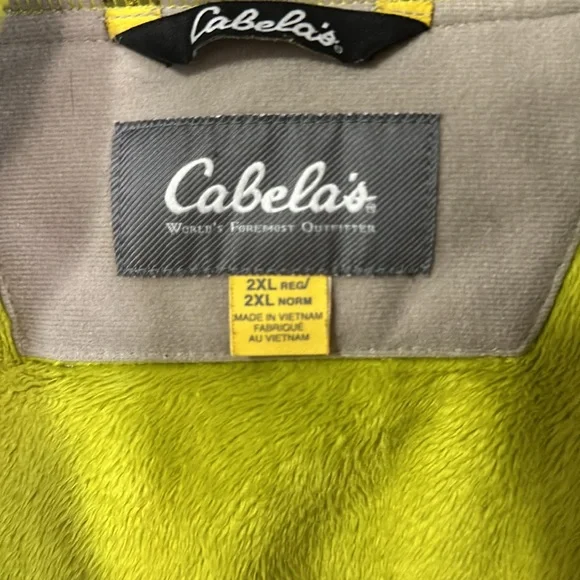 Cabela's
Cabela's
WORLD'S FOREMOST OUTFITTER
2XL REG/
2XL NORM
MADE IN VIETNAM
FABRIQUÉ
AU VIETNAM